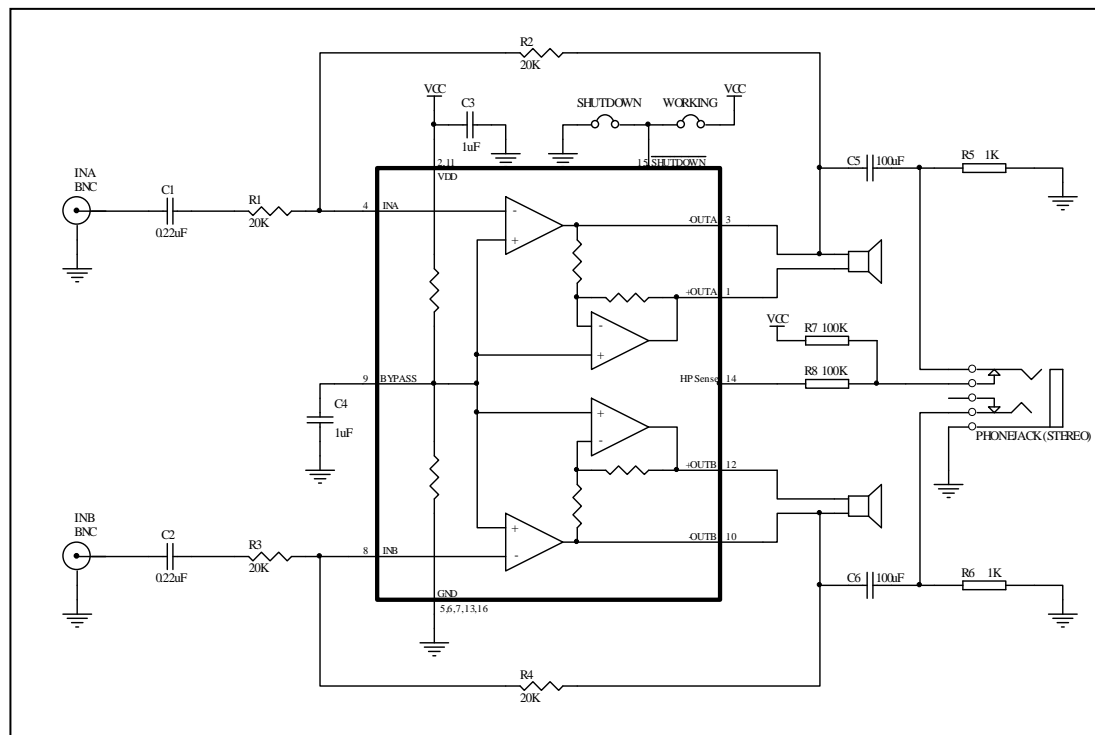 R2
20K
VCC
C3
1uF
SHUTDOWN
WORKING
VCC
2,11
VDD
15
SHUTDOWN
C5
100uF
R5 1K
INA
BNC
C1
0.22uF
R1
20K
4
INA
-
+
-OUTA
3
+OUTA
1
-
+
VCC
R7 100K
HP Sense
14
R8 100K
9
BYPASS
C4
1uF
+
-
+OUTB
12
PHONEJACK (STEREO)
INB
BNC
C2
0.22uF
R3
20K
8
INB
+
-
-OUTB
10
C6
100uF
R6 1K
GND
5,6,7,13,16
R4
20K